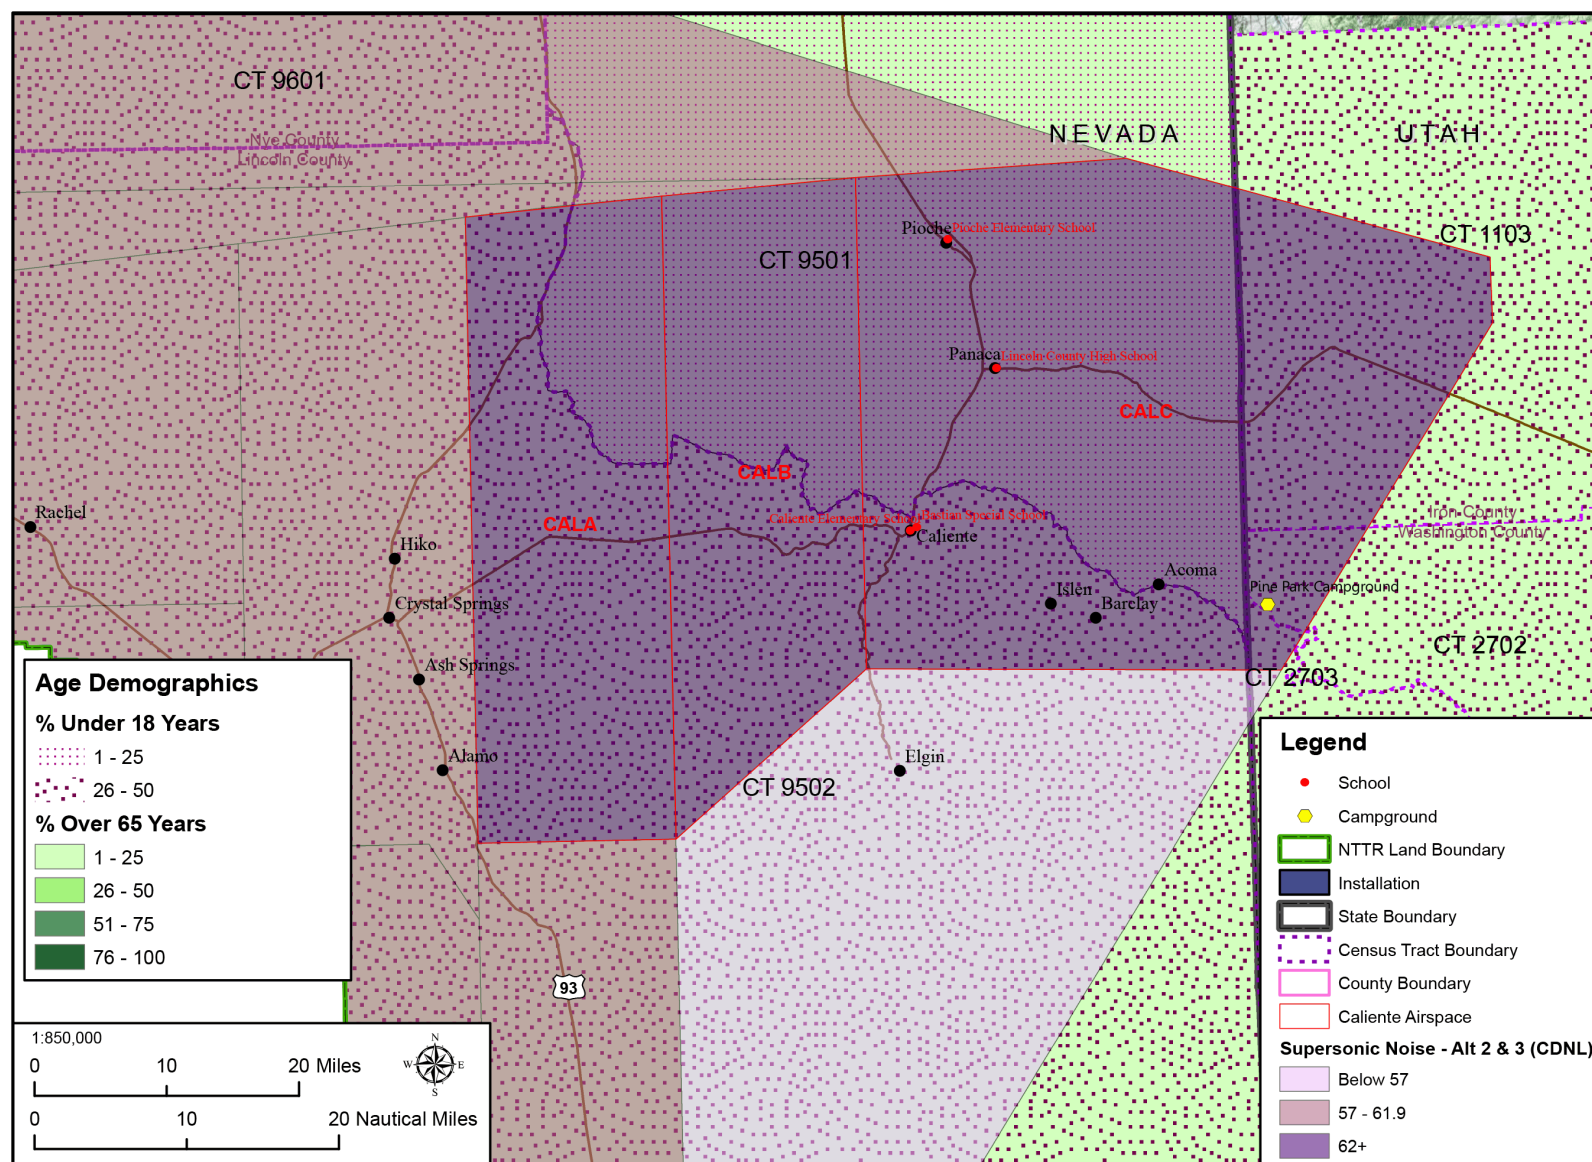 CT 9601
NEVADA
UTAH
Nye County
Lincoln County
Pioche
Pioche Elementary School
CT 1103
CT 9501
Panaca
Lincoln County High School
CALC
CALB
Rachel
CALA
Caliente Elementary School
Bastian Special School
Caliente
Iron County
Washington County
Hiko
Acoma
Pine Park Campground
Islen
Barclay
Crystal Springs
CT 2702
Ash Springs
CT 2703
Alamo
Elgin
CT 9502
93
Age Demographics
% Under 18 Years
1 - 25
26 - 50
% Over 65 Years
1 - 25
26 - 50
51 - 75
76 - 100
1:850,000
0 10 20 Miles
0 10 20 Nautical Miles
N
W E
S
Legend
School
Campground
NTTR Land Boundary
Installation
State Boundary
Census Tract Boundary
County Boundary
Caliente Airspace
Supersonic Noise - Alt 2 & 3 (CDNL)
Below 57
57 - 61.9
62+